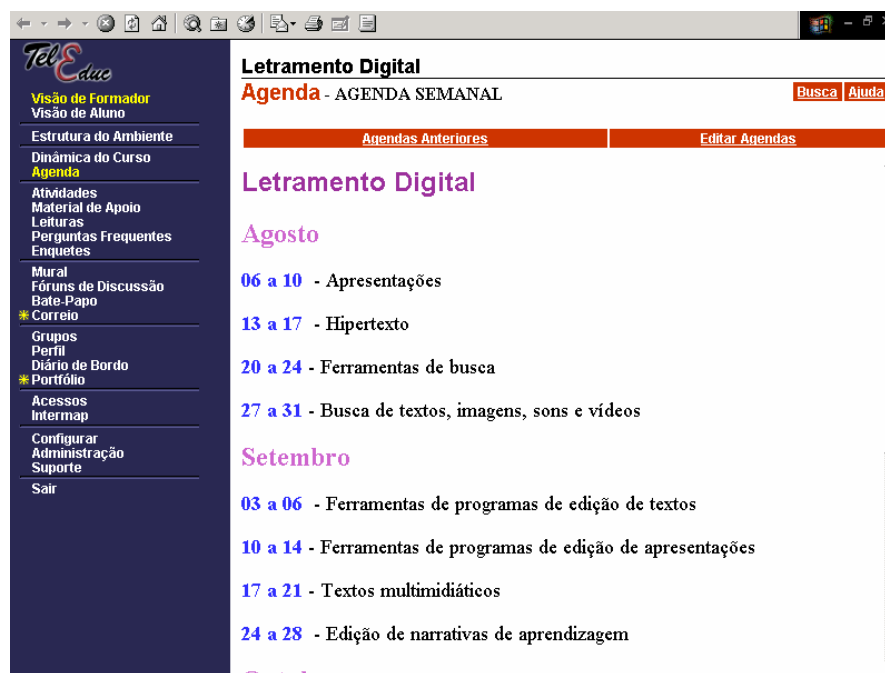 TelEduc
Visão de Formador
Visão de Aluno
Estrutura do Ambiente
Dinâmica do Curso
Agenda
Atividades
Material de Apoio
Leituras
Perguntas Frequentes
Enquetes
Mural
Fóruns de Discussão
Bate-Papo
Correio
Grupos
Perfil
Diário de Bordo
Portfólio
Acessos
Intermap
Configurar
Administração
Suporte
Sair
Letramento Digital
Agenda - AGENDA SEMANAL
Busca Ajuda
Agendas Anteriores Editar Agendas
Letramento Digital
Agosto
06 a 10 - Apresentações
13 a 17 - Hipertexto
20 a 24 - Ferramentas de busca
27 a 31 - Busca de textos, imagens, sons e vídeos
Setembro
03 a 06 - Ferramentas de programas de edição de textos
10 a 14 - Ferramentas de programas de edição de apresentações
17 a 21 - Textos multimidiáticos
24 a 28 - Edição de narrativas de aprendizagem